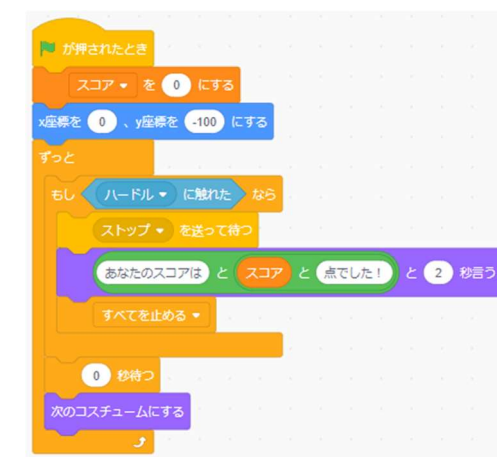 が押されたとき
スコア を 0 にする
x座標を 0 、y座標を -100 にする
ずっと
もし ハードル に触れた なら
ストップ を送って待つ
あなたのスコアは と スコア と 点でした! と 2 秒言う
すべてを止める
0 秒待つ
次のコスチュームにする